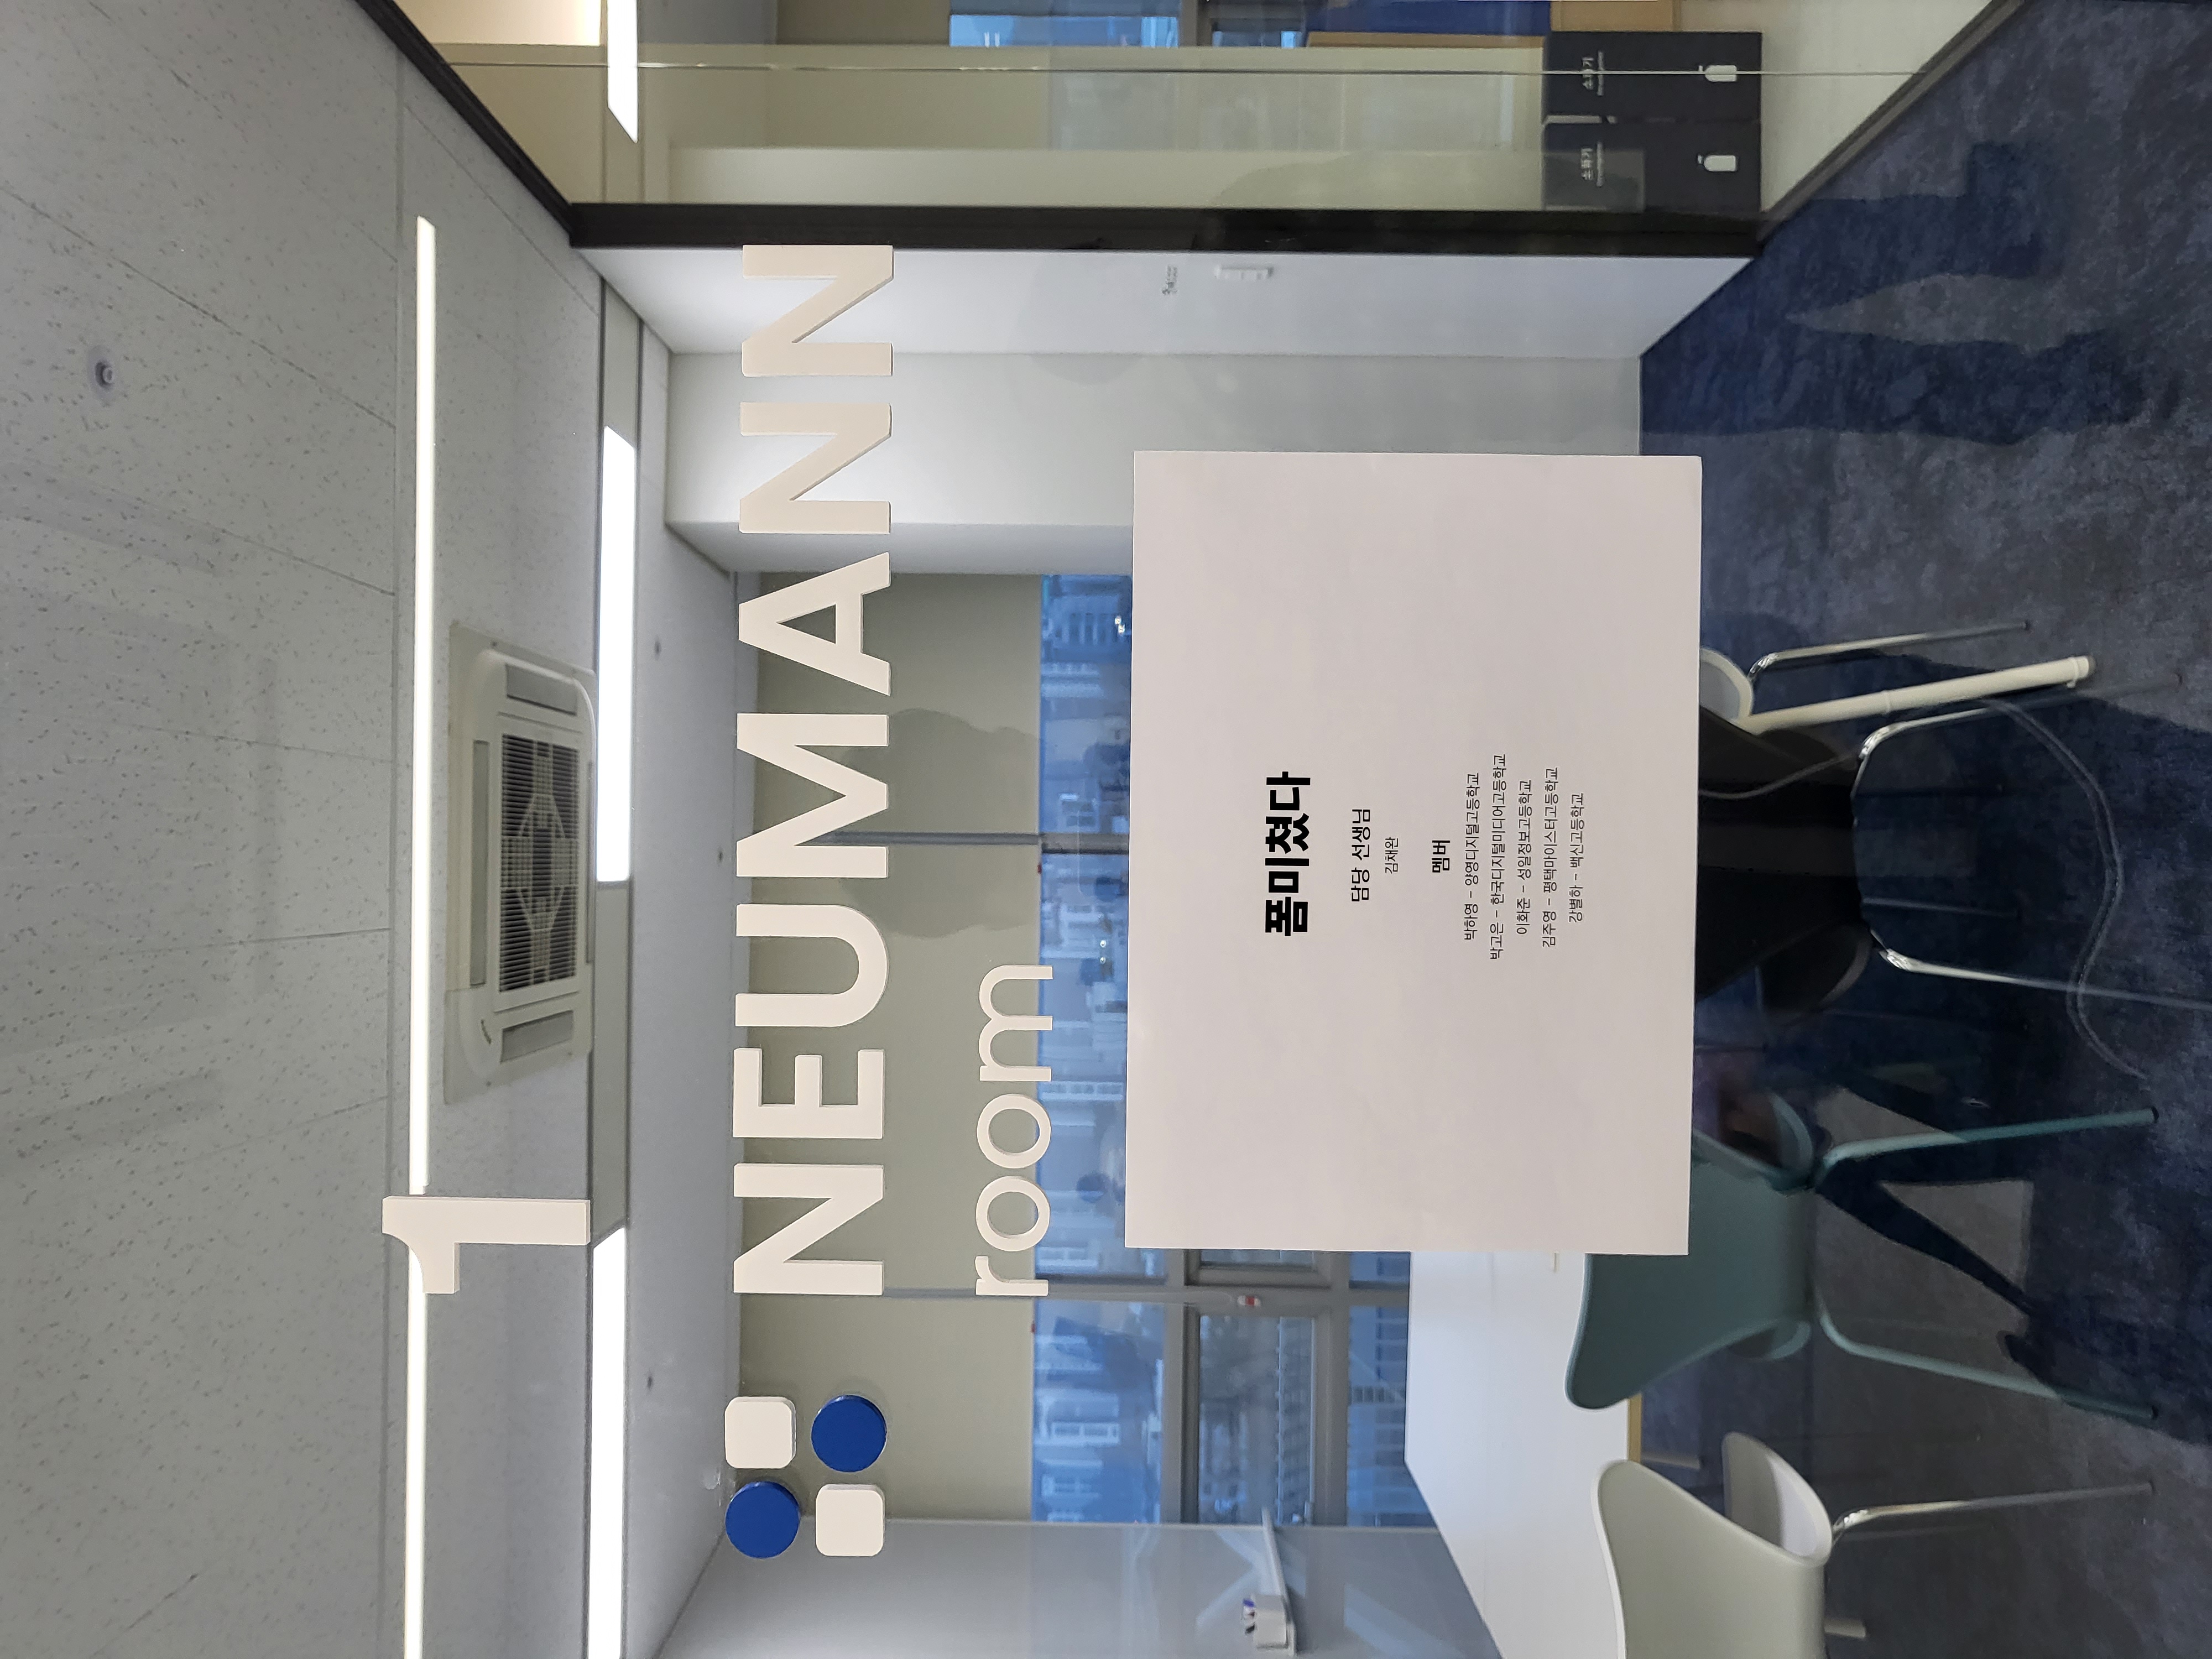 1
NEUMANN
room
폼미쳤다
담당 선생님
김채완
멤버
박하영 - 양영디지털고등학교
박고은 - 한국디지털미디어고등학교
이화준 - 성일정보고등학교
김주영 - 평택마이스터고등학교
강별하 - 백신고등학교
소화기
소화기